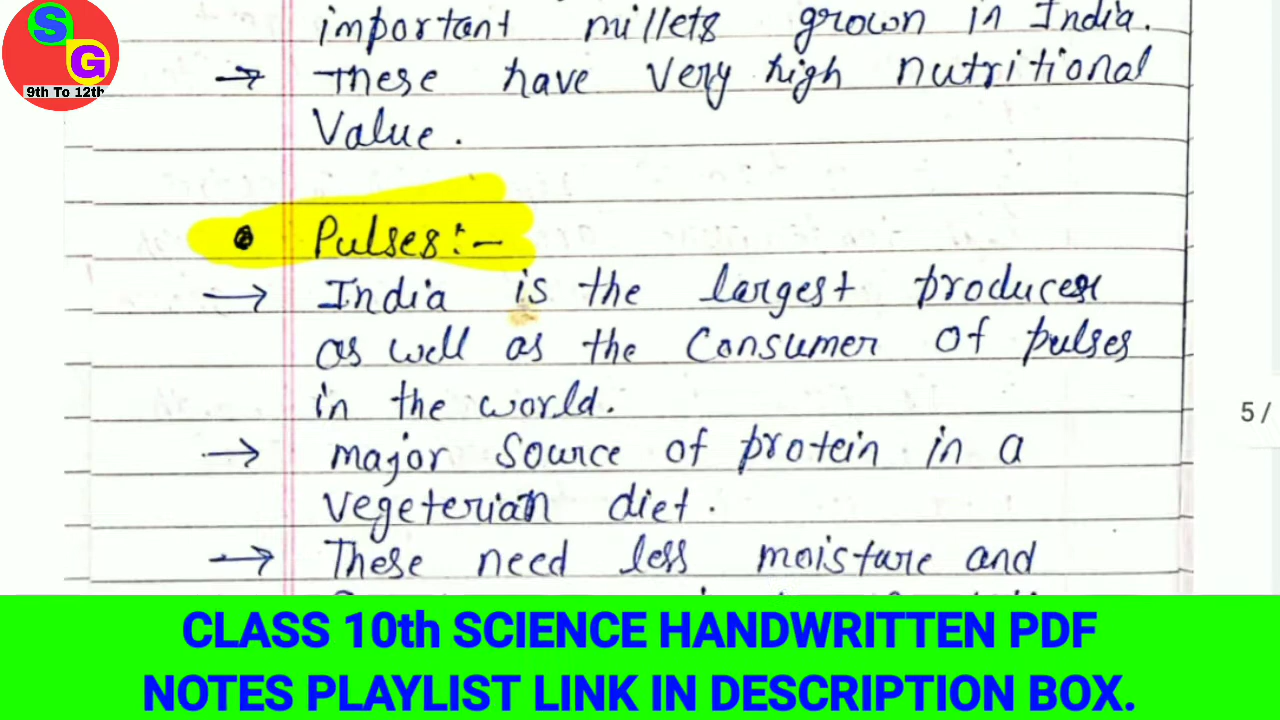 important millets grown in India.
SG
9th To 12th
→ These have very high nutritional
Value.
• Pulses:-
→ India is the largest producer
as well as the Consumer of pulses
in the world.
5 /
→ major Source of protein in a
vegeterian diet.
→ These need less moisture and
CLASS 10th SCIENCE HANDWRITTEN PDF
NOTES PLAYLIST LINK IN DESCRIPTION BOX.